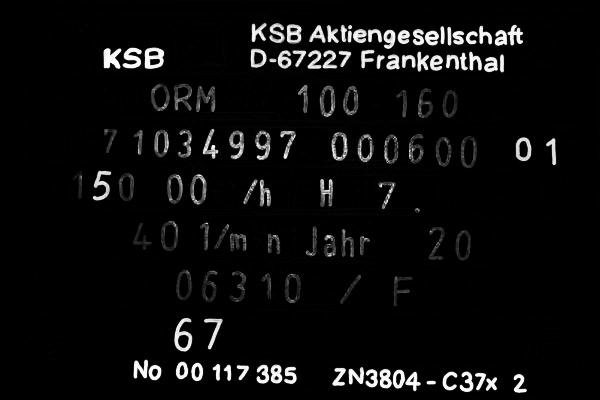 KSB Aktiengesellschaft
KSB D-67227 Frankenthal
ORM 100 160
71034997 000600 01
150 00 /h H 7.
40 1/m n Jahr 20
06310 / F
67
No 00 117 385 ZN3804-C37x 2